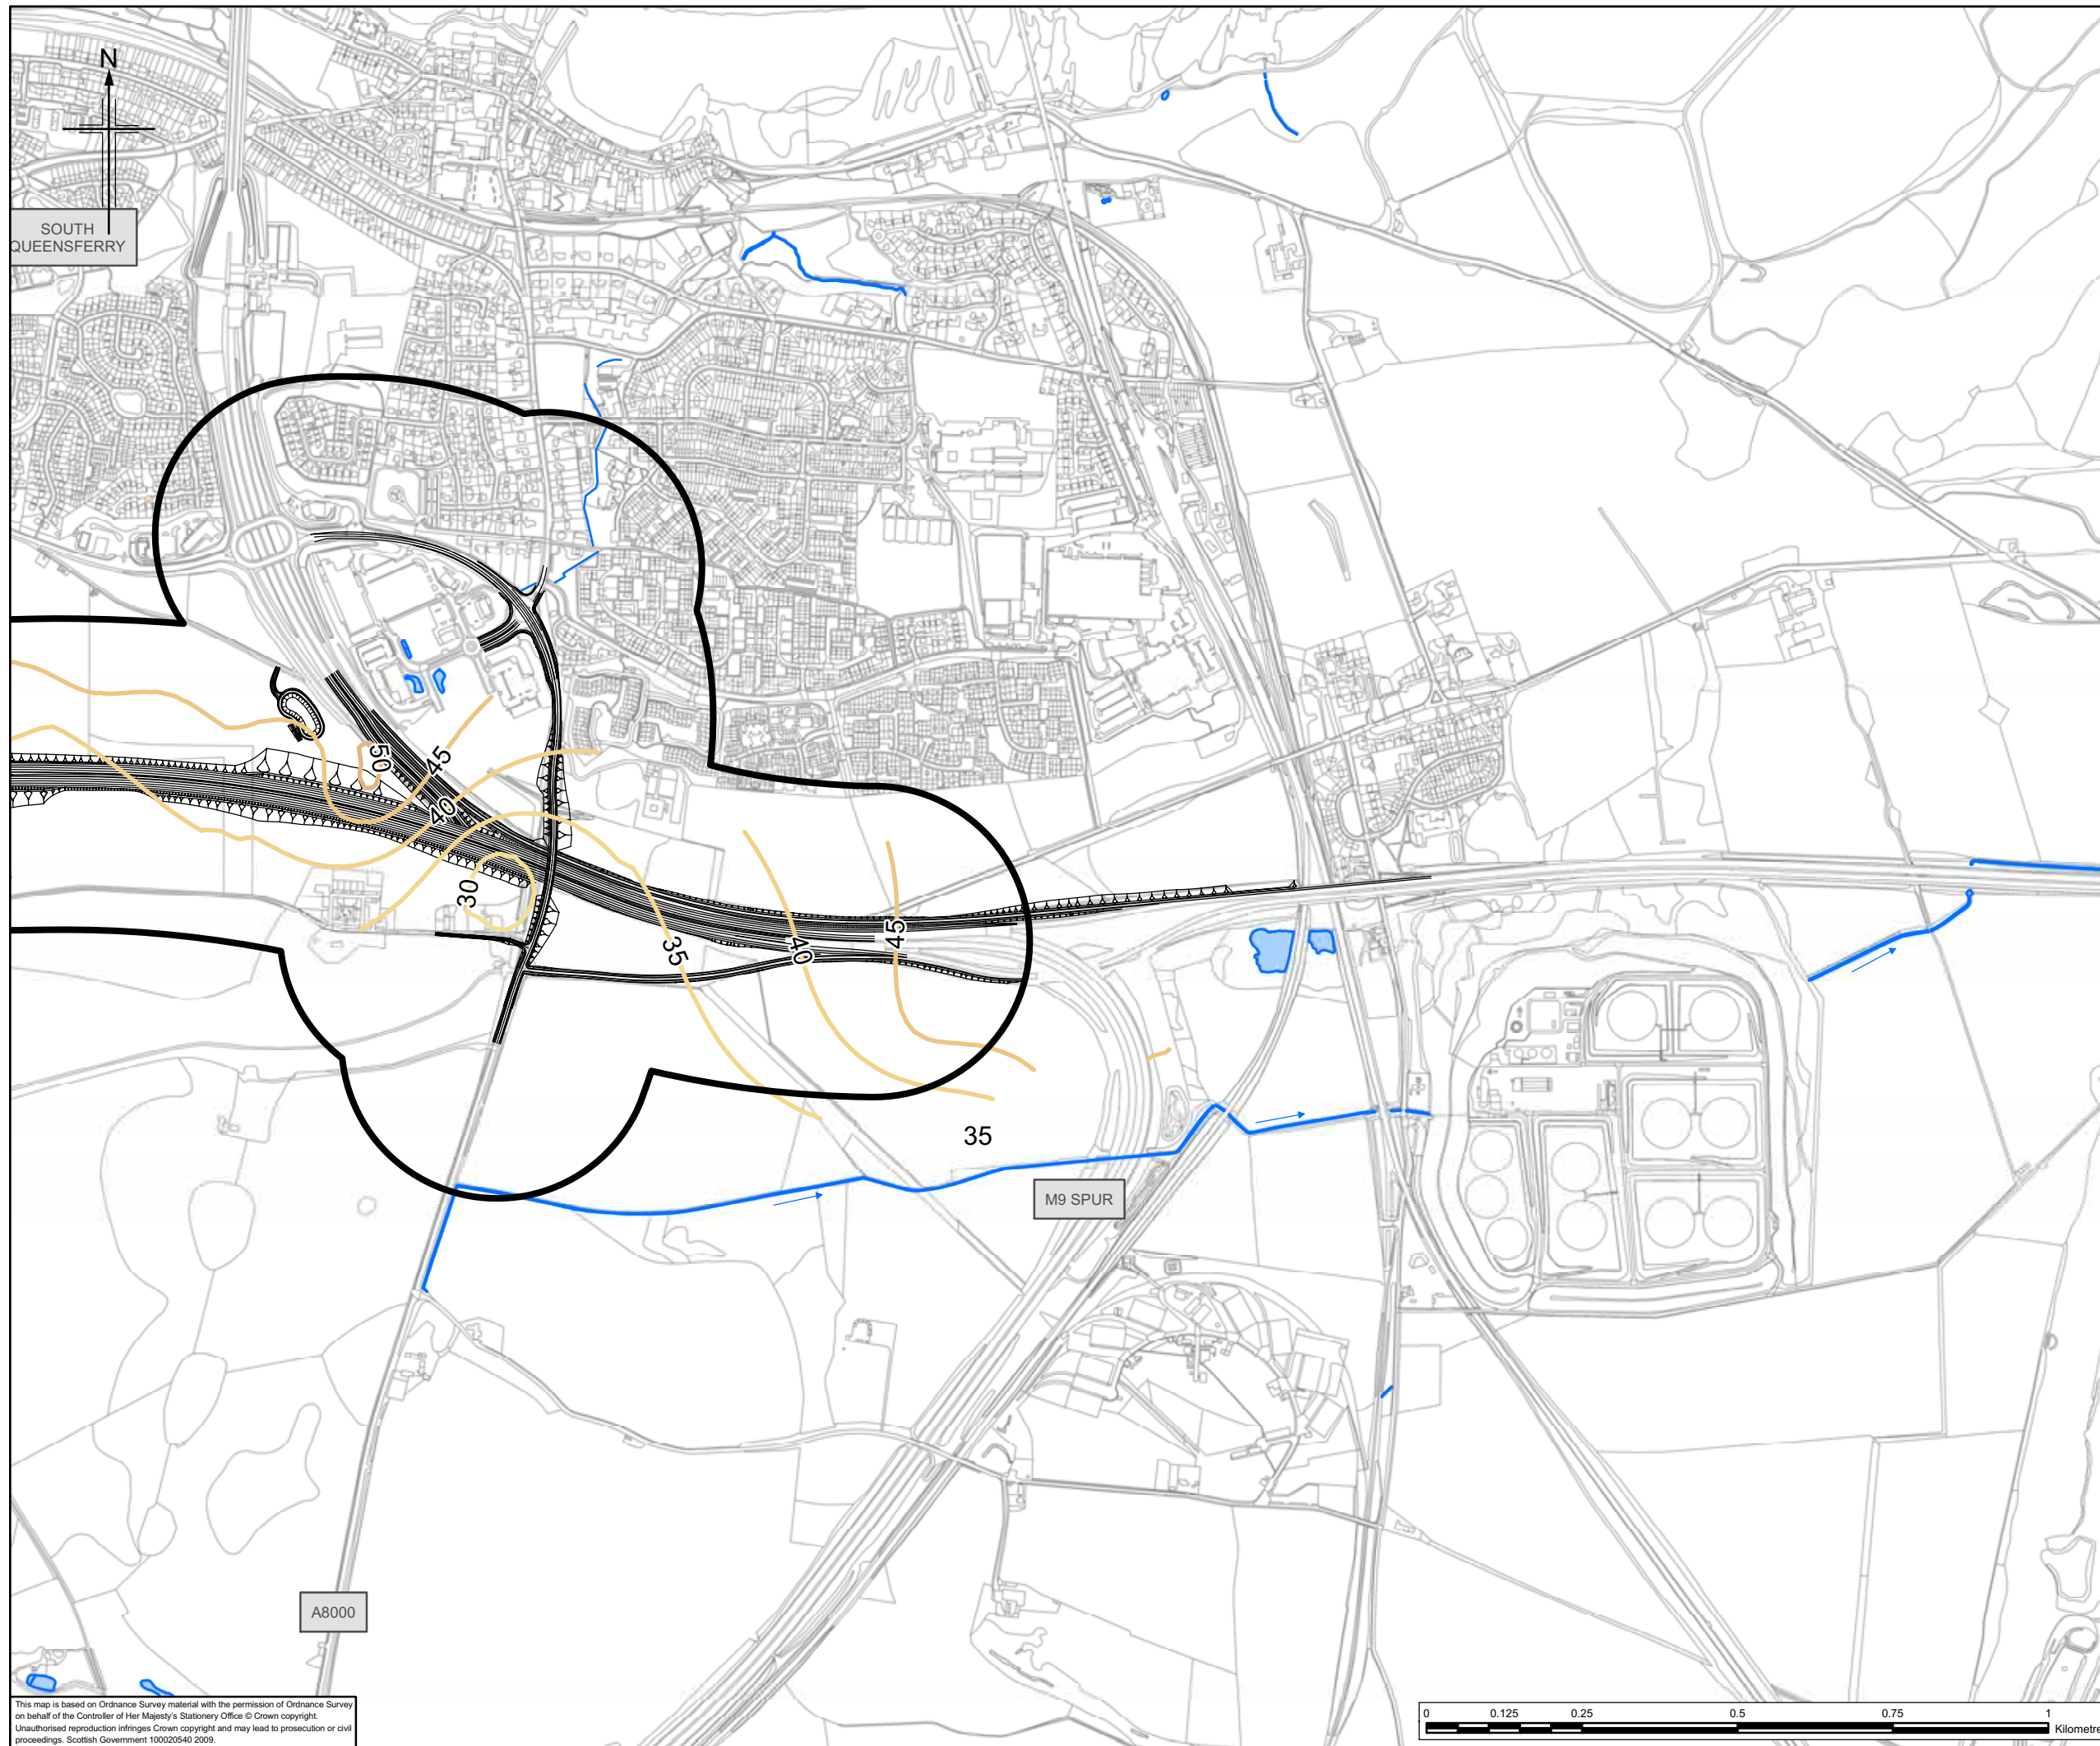 N
SOUTH
QUEENSFERRY
50
45
40
30
35
40
45
35
M9 SPUR
A8000
This map is based on Ordnance Survey material with the permission of Ordnance Survey
on behalf of the Controller of Her Majesty's Stationery Office © Crown copyright.
Unauthorised reproduction infringes Crown copyright and may lead to prosecution or civil
proceedings. Scottish Government 100020540 2009.
0 0.125 0.25 0.5 0.75 1
Kilometre